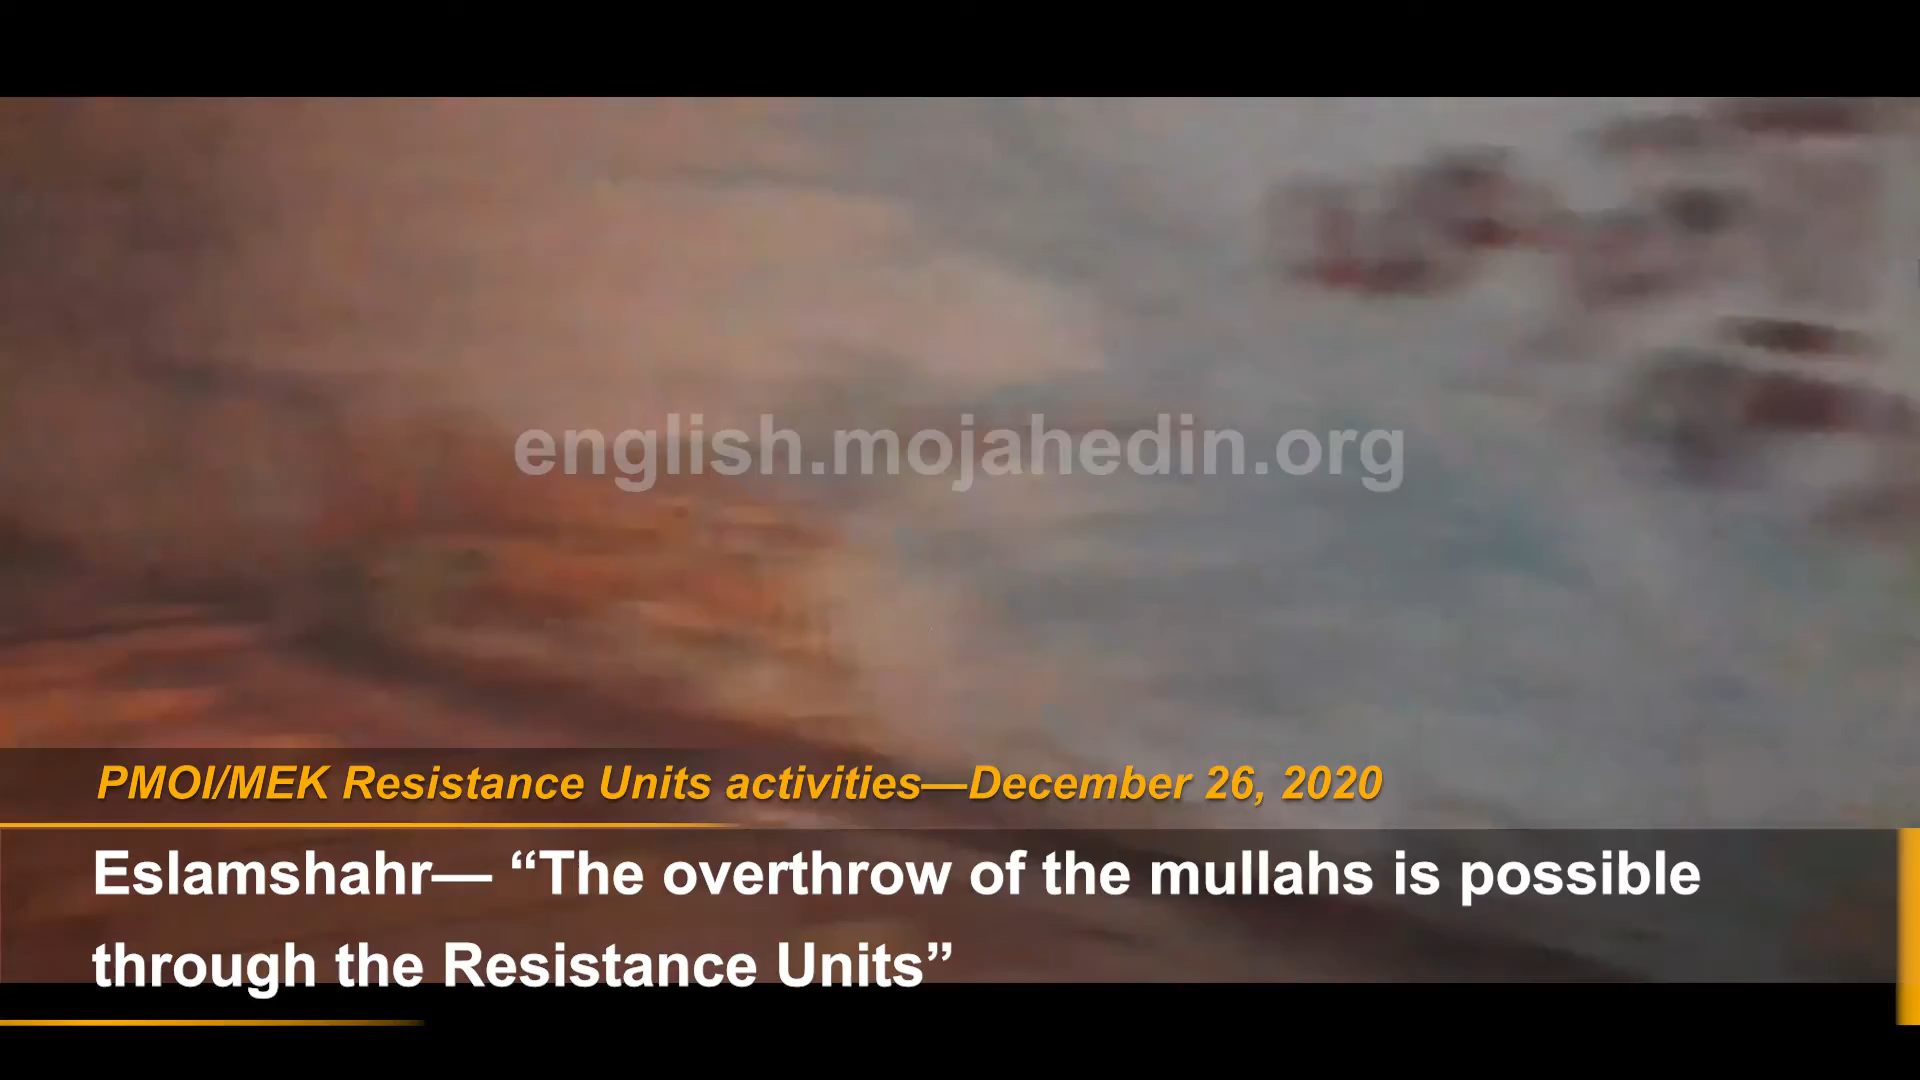 english.mojahedin.org
PMOI/MEK Resistance Units activities—December 26, 2020
Eslamshahr— “The overthrow of the mullahs is possible
through the Resistance Units”